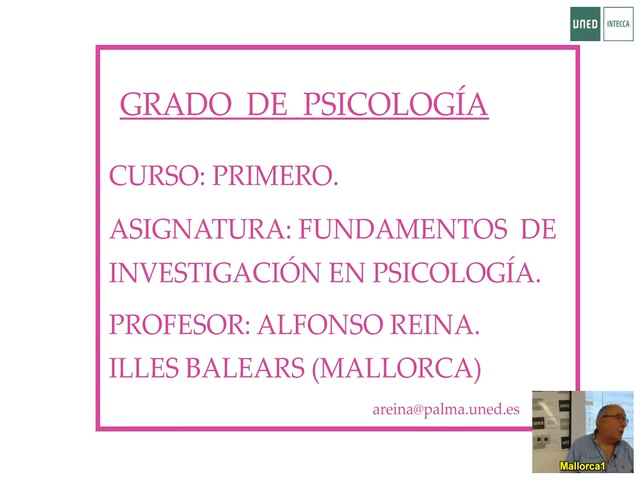 UNED INTECCA
GRADO DE PSICOLOGÍA
CURSO: PRIMERO.
ASIGNATURA: FUNDAMENTOS DE
INVESTIGACIÓN EN PSICOLOGÍA.
PROFESOR: ALFONSO REINA.
ILLES BALEARS (MALLORCA)
areina@palma.uned.es
Mallorca1